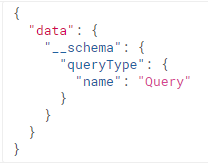 {
  "data": {
    "__schema": {
      "queryType": {
        "name": "Query"
      }
    }
  }
}